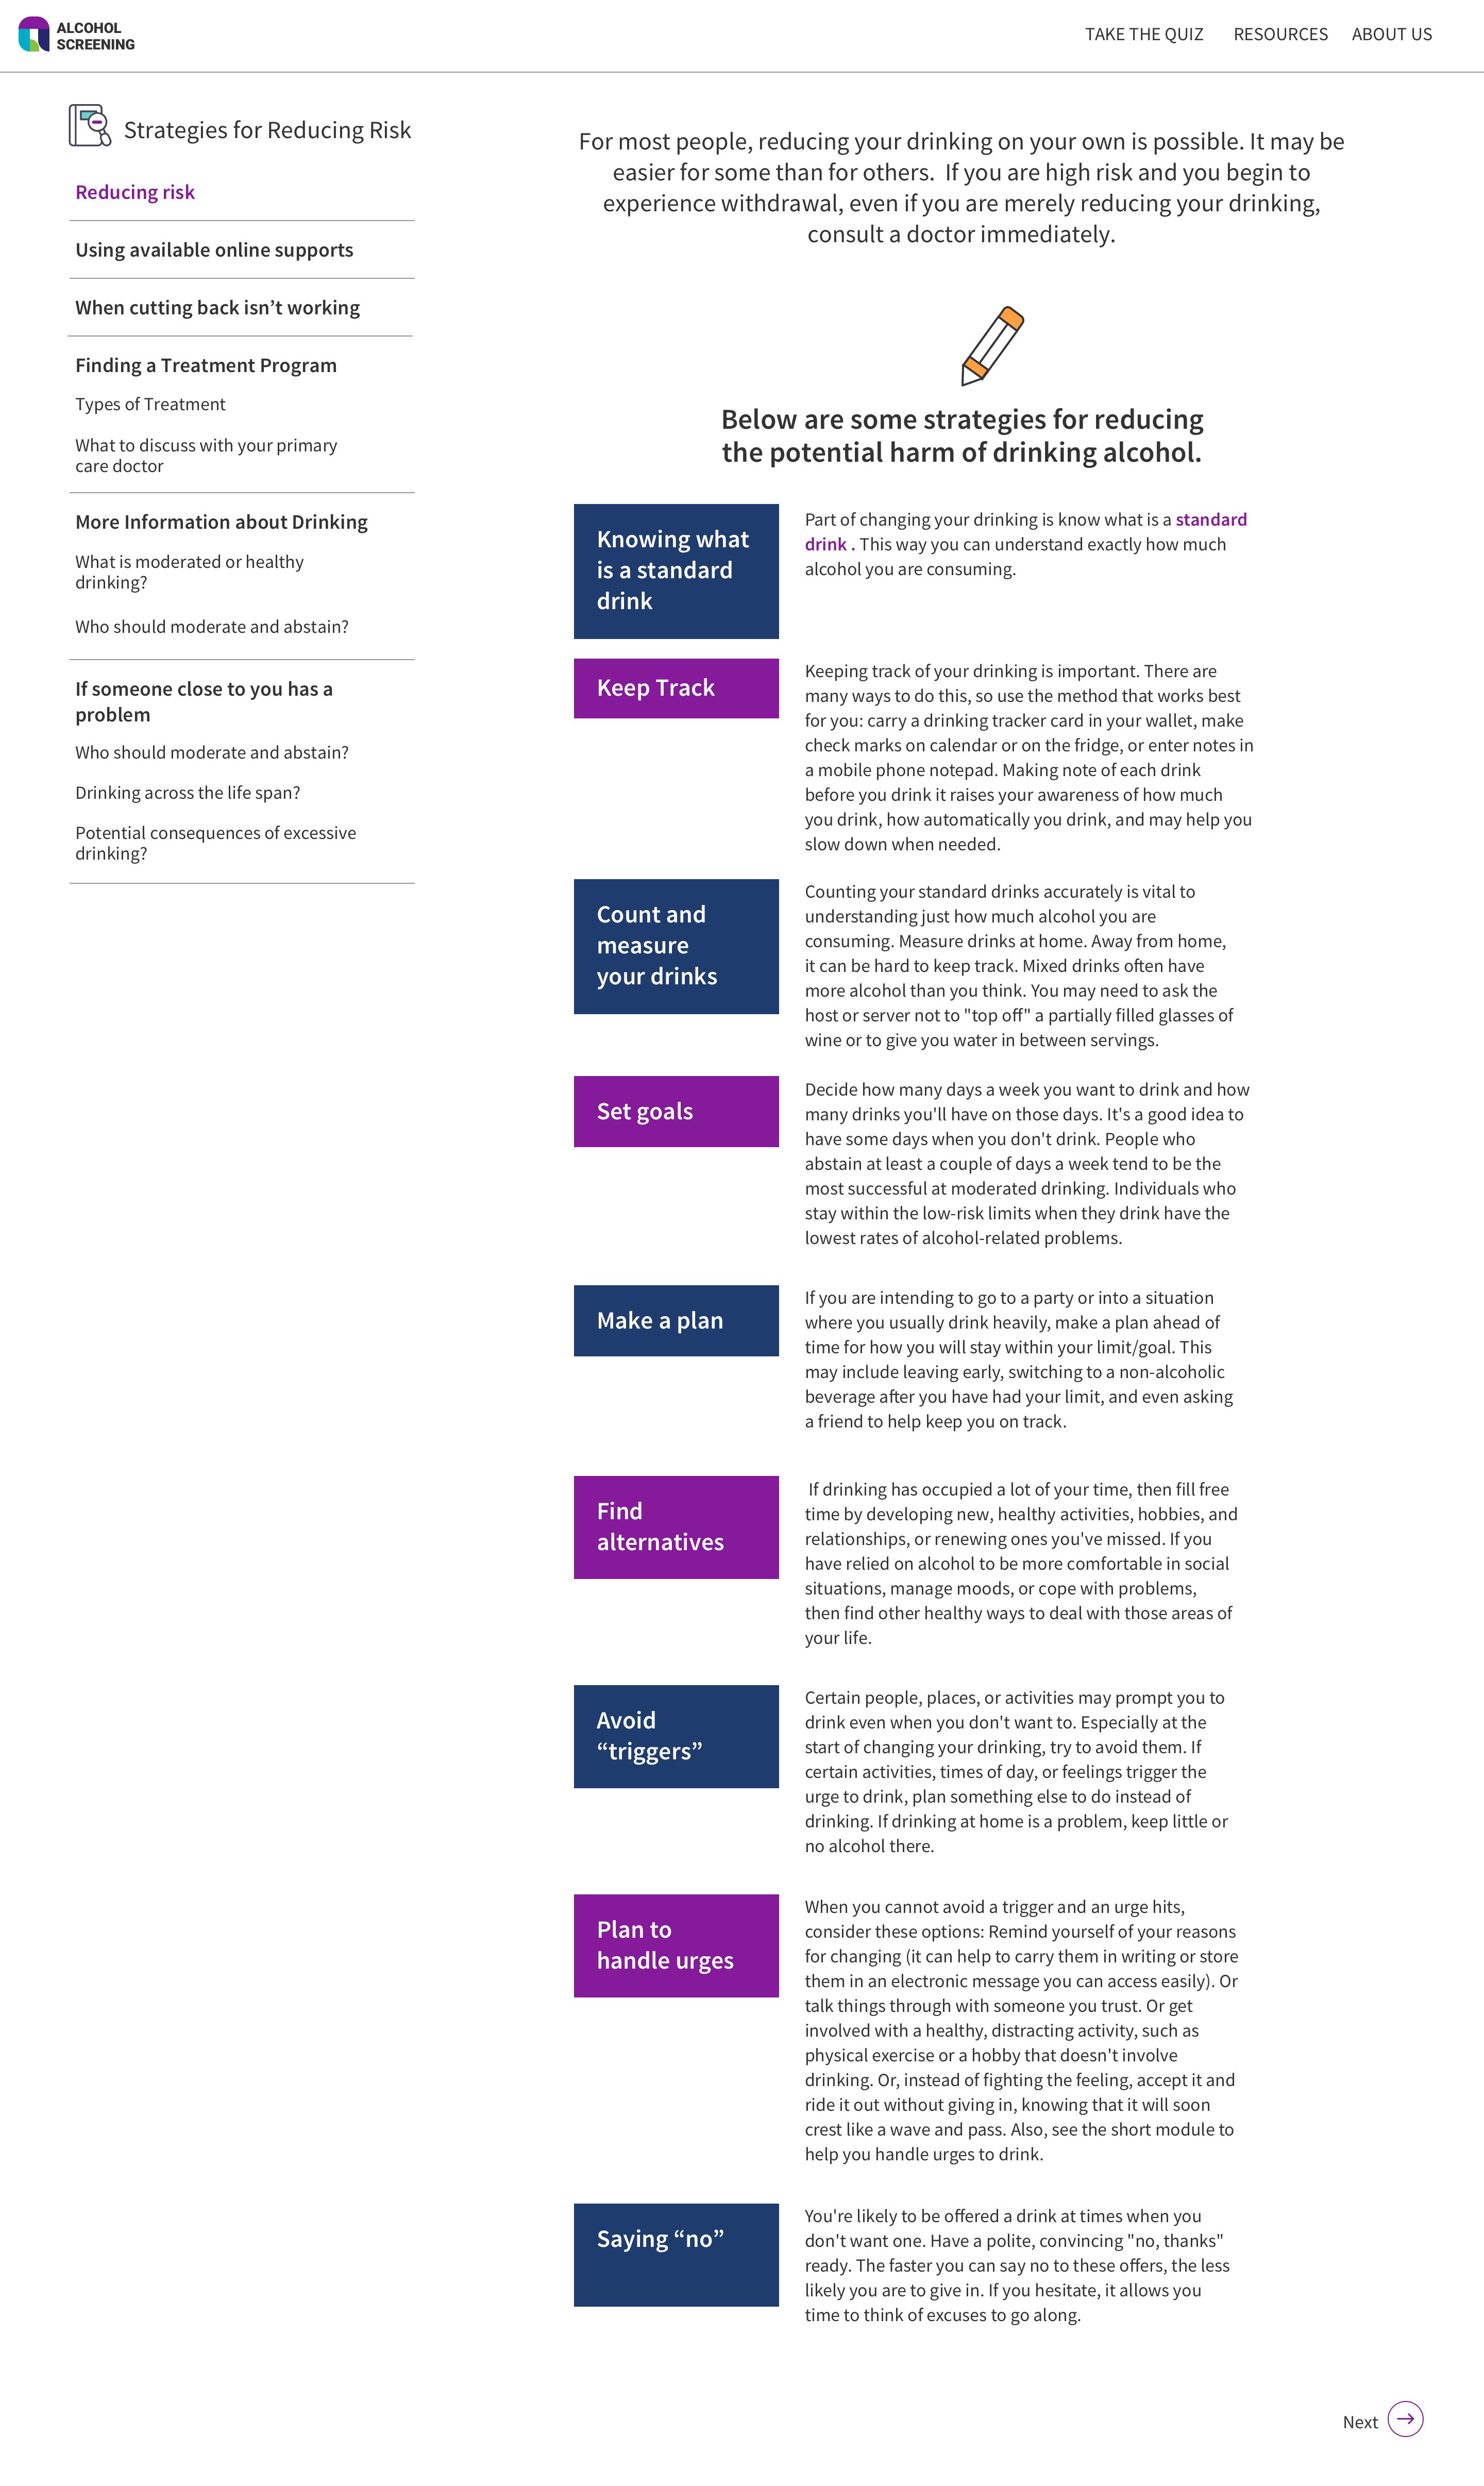 ALCOHOL
SCREENING
TAKE THE QUIZ
RESOURCES
ABOUT US
Strategies for Reducing Risk
Reducing risk
Using available online supports
When cutting back isn’t working
Finding a Treatment Program
Types of Treatment
What to discuss with your primary
care doctor
More Information about Drinking
What is moderated or healthy
drinking?
Who should moderate and abstain?
If someone close to you has a
problem
Who should moderate and abstain?
Drinking across the life span?
Potential consequences of excessive
drinking?
For most people, reducing your drinking on your own is possible. It may be
easier for some than for others.  If you are high risk and you begin to
experience withdrawal, even if you are merely reducing your drinking,
consult a doctor immediately.
Below are some strategies for reducing
the potential harm of drinking alcohol.
Knowing what
is a standard
drink
Part of changing your drinking is know what is a standard
drink . This way you can understand exactly how much
alcohol you are consuming.
Keep Track
Keeping track of your drinking is important. There are
many ways to do this, so use the method that works best
for you: carry a drinking tracker card in your wallet, make
check marks on calendar or on the fridge, or enter notes in
a mobile phone notepad. Making note of each drink
before you drink it raises your awareness of how much
you drink, how automatically you drink, and may help you
slow down when needed.
Count and
measure
your drinks
Counting your standard drinks accurately is vital to
understanding just how much alcohol you are
consuming. Measure drinks at home. Away from home,
it can be hard to keep track. Mixed drinks often have
more alcohol than you think. You may need to ask the
host or server not to "top off" a partially filled glasses of
wine or to give you water in between servings.
Set goals
Decide how many days a week you want to drink and how
many drinks you'll have on those days. It's a good idea to
have some days when you don't drink. People who
abstain at least a couple of days a week tend to be the
most successful at moderated drinking. Individuals who
stay within the low-risk limits when they drink have the
lowest rates of alcohol-related problems.
Make a plan
If you are intending to go to a party or into a situation
where you usually drink heavily, make a plan ahead of
time for how you will stay within your limit/goal. This
may include leaving early, switching to a non-alcoholic
beverage after you have had your limit, and even asking
a friend to help keep you on track.
Find
alternatives
If drinking has occupied a lot of your time, then fill free
time by developing new, healthy activities, hobbies, and
relationships, or renewing ones you've missed. If you
have relied on alcohol to be more comfortable in social
situations, manage moods, or cope with problems,
then find other healthy ways to deal with those areas of
your life.
Avoid
“triggers”
Certain people, places, or activities may prompt you to
drink even when you don't want to. Especially at the
start of changing your drinking, try to avoid them. If
certain activities, times of day, or feelings trigger the
urge to drink, plan something else to do instead of
drinking. If drinking at home is a problem, keep little or
no alcohol there.
Plan to
handle urges
When you cannot avoid a trigger and an urge hits,
consider these options: Remind yourself of your reasons
for changing (it can help to carry them in writing or store
them in an electronic message you can access easily). Or
talk things through with someone you trust. Or get
involved with a healthy, distracting activity, such as
physical exercise or a hobby that doesn't involve
drinking. Or, instead of fighting the feeling, accept it and
ride it out without giving in, knowing that it will soon
crest like a wave and pass. Also, see the short module to
help you handle urges to drink.
Saying “no”
You're likely to be offered a drink at times when you
don't want one. Have a polite, convincing "no, thanks"
ready. The faster you can say no to these offers, the less
likely you are to give in. If you hesitate, it allows you
time to think of excuses to go along.
Next